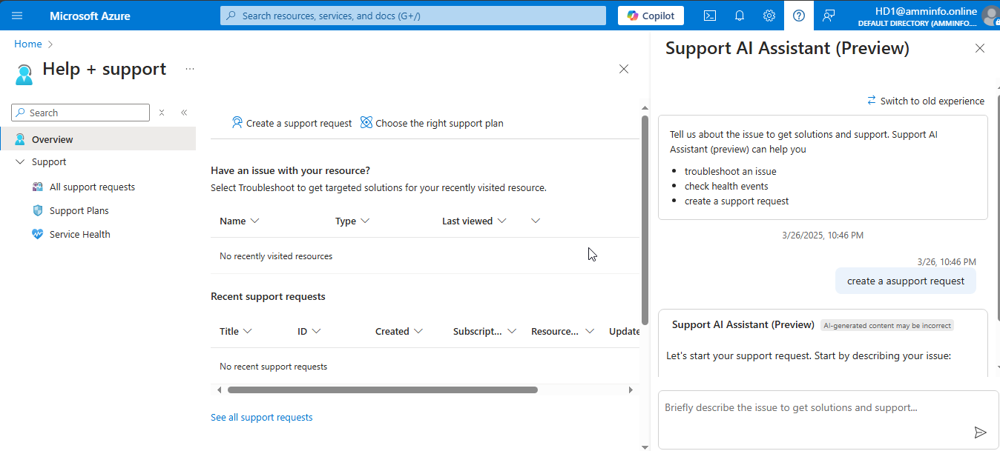 Microsoft Azure
Search resources, services, and docs (G+/)
Copilot
HD1@amminfo.online
DEFAULT DIRECTORY (AMMINFO....
Home
Help + support
...
Search
Overview
Support
All support requests
Support Plans
Service Health
Create a support request
Choose the right support plan
Have an issue with your resource?
Select Troubleshoot to get targeted solutions for your recently visited resource.
Name Type Last viewed
No recently visited resources
Recent support requests
Title ID Created Subscript... Resource... Update
No recent support requests
See all support requests
Support AI Assistant (Preview)
Switch to old experience
Tell us about the issue to get solutions and support. Support AI
Assistant (preview) can help you
• troubleshoot an issue
• check health events
• create a support request
3/26/2025, 10:46 PM
3/26, 10:46 PM
create a asupport request
Support AI Assistant (Preview) AI-generated content may be incorrect
Let's start your support request. Start by describing your issue:
Briefly describe the issue to get solutions and support...